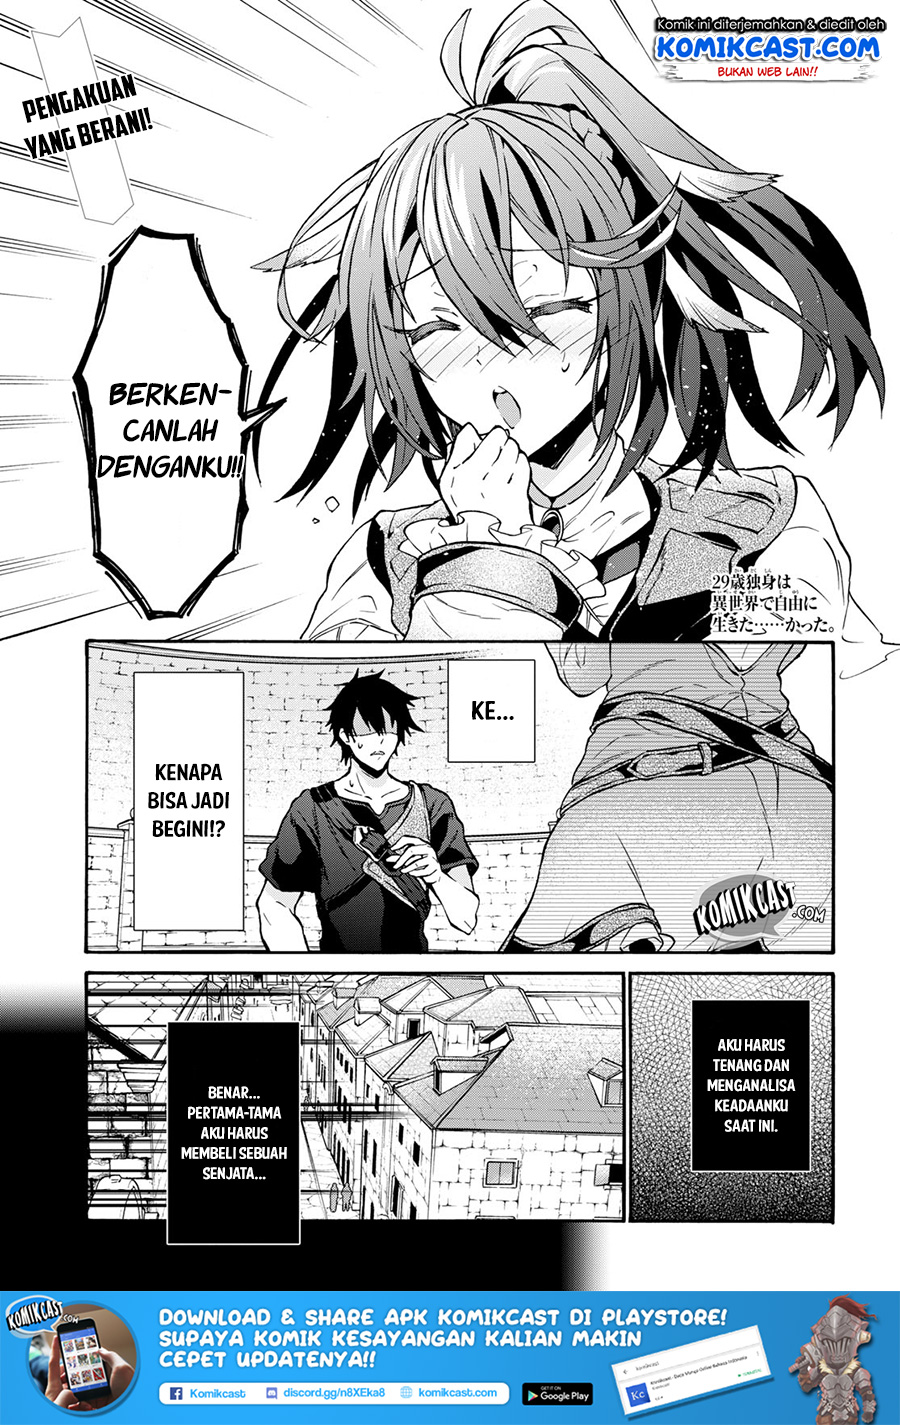 Komik ini diterjemahkan & diedit oleh
KOMIKCAST.COM
BUKAN WEB LAIN!!
PENGAKUAN
YANG BERANI!
BERKEN-
CANLAH
DENGANKU!!
29歳独身は
異世界で自由に
生きた……かった。
KE...
KENAPA
BISA JADI
BEGINI!?
KOMIKCAST
.COM
AKU HARUS
TENANG DAN
MENGANALISA
KEADAANKU
SAAT INI.
BENAR...
PERTAMA-TAMA
AKU HARUS
MEMBELI SEBUAH
SENJATA...
KOMIKCAST
.COM
DOWNLOAD & SHARE APK KOMIKCAST DI PLAYSTORE!
SUPAYA KOMIK KESAYANGAN KALIAN MAKIN
CEPET UPDATENYA!!
Komikcast
discord.gg/n8XEka8
komikcast.com
GET IT ON
Google Play
komikcast
Kc